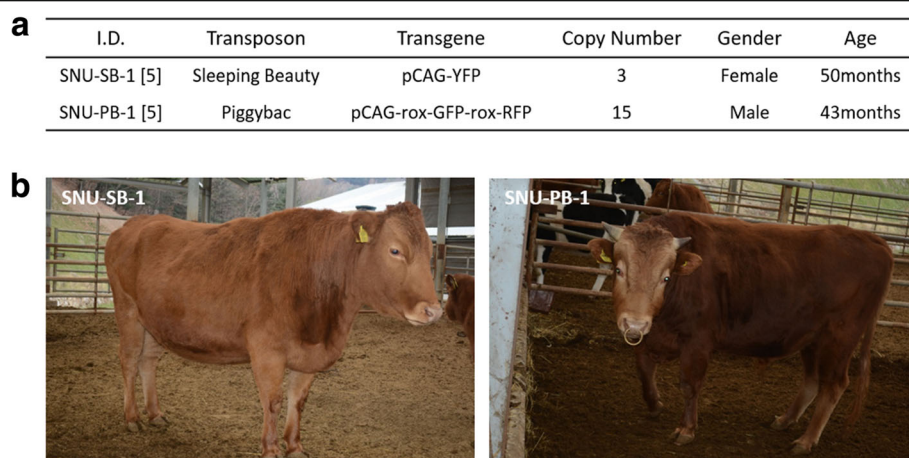 a
I.D. Transposon Transgene Copy Number Gender Age
SNU-SB-1 [5] Sleeping Beauty pCAG-YFP 3 Female 50months
SNU-PB-1 [5] Piggybac pCAG-rox-GFP-rox-RFP 15 Male 43months
b
SNU-SB-1
SNU-PB-1